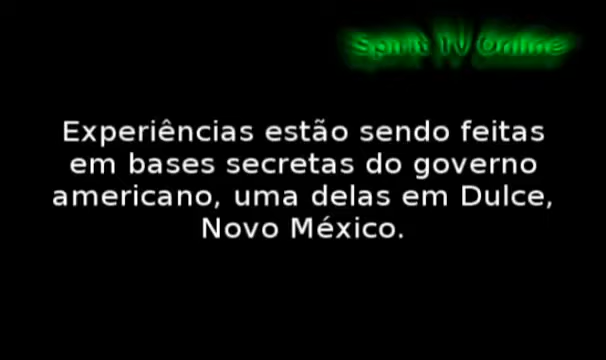 Spirit TV Online
Experiências estão sendo feitas
em bases secretas do governo
americano, uma delas em Dulce,
Novo México.